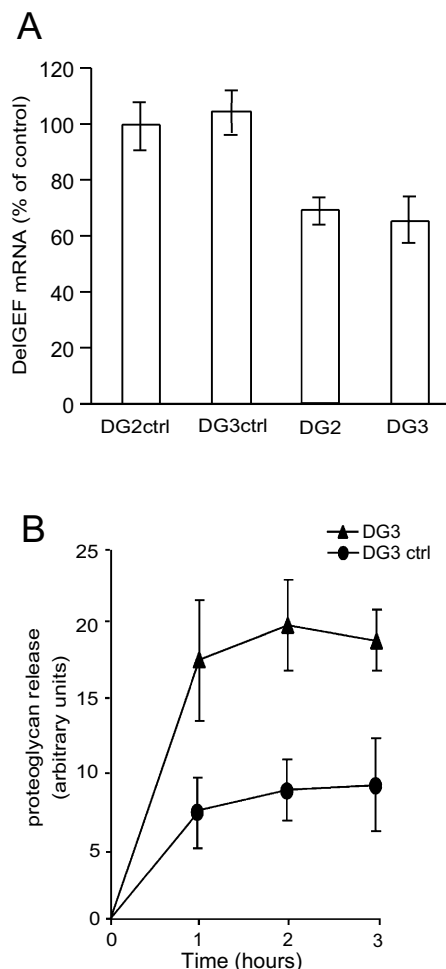 A
DelGEF mRNA (% of control)
120
100
80
60
40
20
0
DG2ctrl DG3ctrl DG2 DG3
B
DG3
DG3 ctrl
proteoglycan release
(arbitrary units)
25
20
15
10
5
0
0 1 2 3
Time (hours)